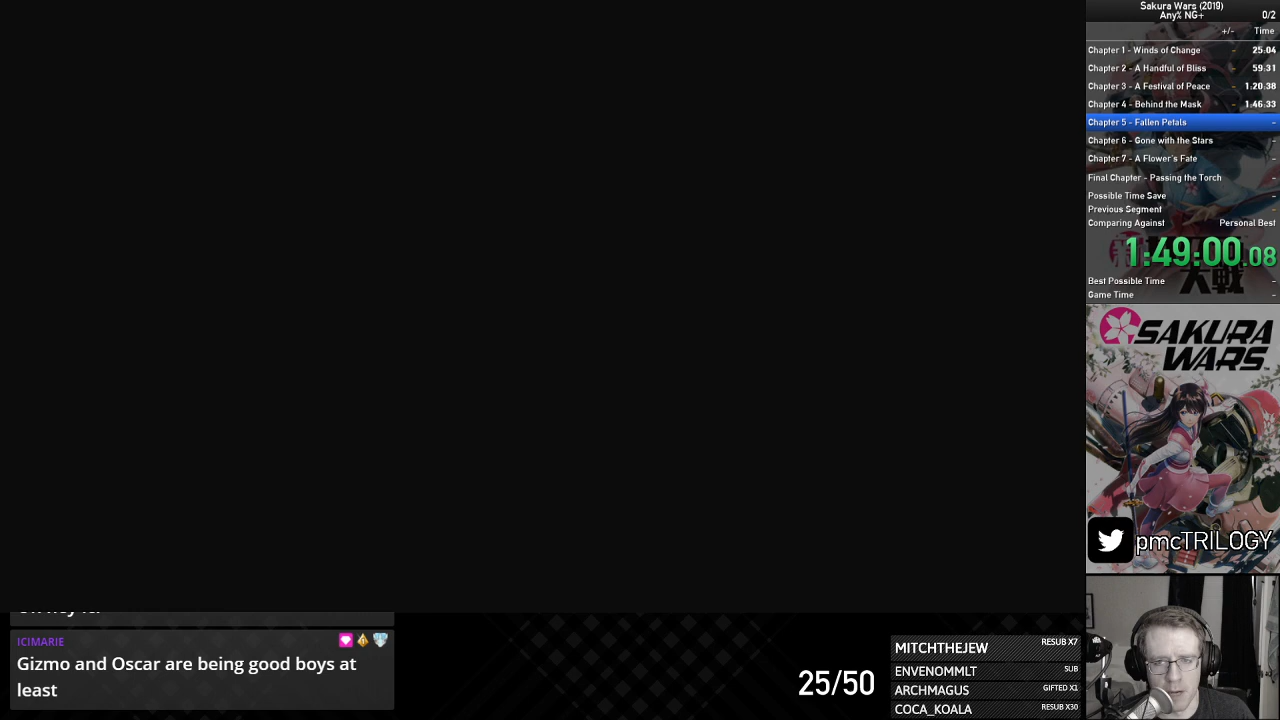 Sakura Wars (2019)
Any% NG+ 0/2
+/- Time
Chapter 1 - Winds of Change - 25:04
Chapter 2 - A Handful of Bliss - 59:31
Chapter 3 - A Festival of Peace - 1:20:38
Chapter 4 - Behind the Mask - 1:46:33
Chapter 5 - Fallen Petals -
Chapter 6 - Gone with the Stars -
Chapter 7 - A Flower's Fate -
Final Chapter - Passing the Torch -
Possible Time Save -
Previous Segment -
Comparing Against Personal Best
1:49:00.08
Best Possible Time -
Game Time -
SAKURA
WARS
pmcTRILOGY
ICIMARIE
Gizmo and Oscar are being good boys at
least
25/50
MITCHTHEJEW RESUB X7
ENVENOMMLT SUB
ARCHMAGUS GIFTED X1
COCA_KOALA RESUB X30